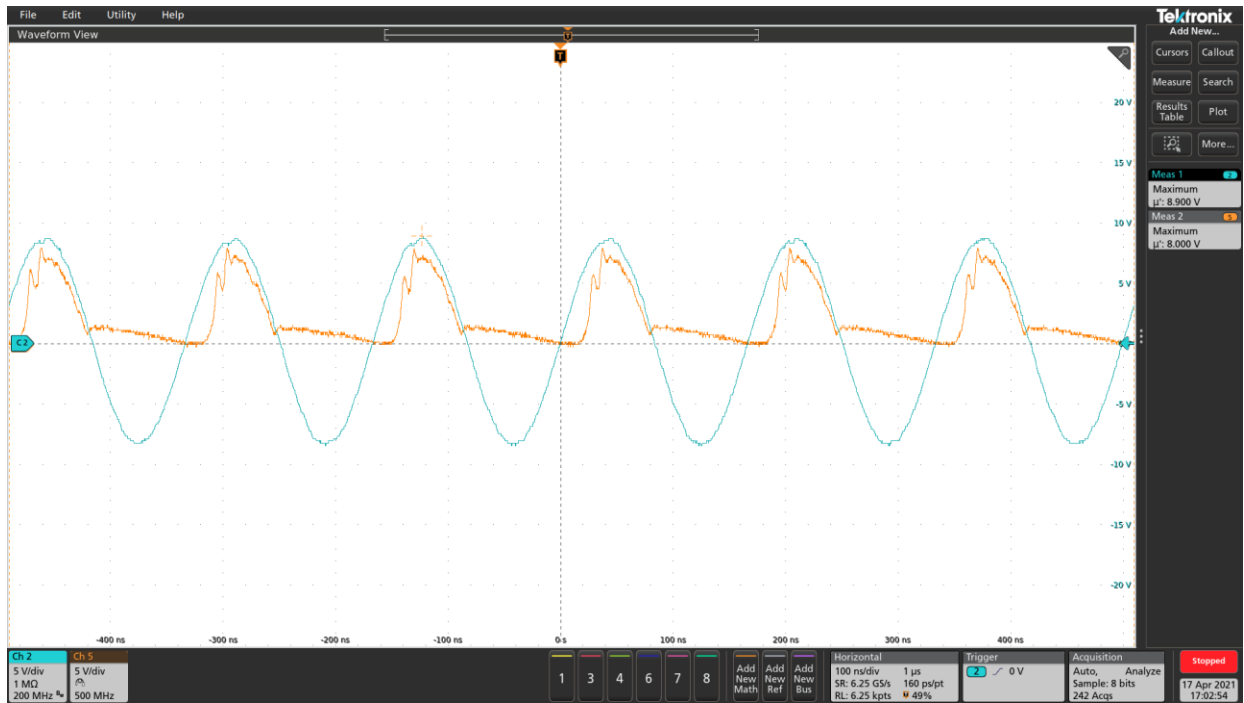 File Edit Utility Help
Tektronix
Waveform View
Add New...
T
T
Cursors Callout
Measure Search
Results Table Plot
More...
Meas 1 2
Maximum
μ': 8.900 V
Meas 2 5
Maximum
μ': 8.000 V
20 V
15 V
10 V
5 V
C2
-5 V
-10 V
-15 V
-20 V
-400 ns -300 ns -200 ns -100 ns 0 s 100 ns 200 ns 300 ns 400 ns
Ch 2
5 V/div
1 MΩ
200 MHz
Ch 5
5 V/div
500 MHz
1 3 4 6 7 8
Add New Math
Add New Ref
Add New Bus
Horizontal
100 ns/div 1 μs
SR: 6.25 GS/s 160 ps/pt
RL: 6.25 kpts 49%
Trigger
2 0 V
Acquisition
Auto, Analyze
Sample: 8 bits
242 Acqs
Stopped
17 Apr 2021
17:02:54